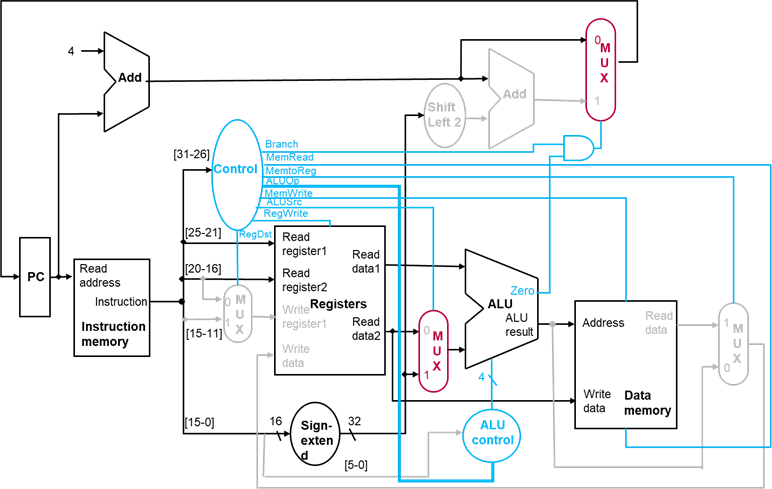 4
Add
Shift
Left 2
Add
0
M
U
X
1
[31-26]
Control
Branch
MemRead
MemtoReg
ALUOp
MemWrite
ALUSrc
RegWrite
RegDst
[25-21]
[20-16]
[15-11]
[15-0]
PC
Read
address
Instruction
Instruction
memory
0
M
U
X
1
Read
register1
Read
register2
Write
register1
Write
data
Registers
Read
data1
Read
data2
0
M
U
X
1
Zero
ALU
ALU
result
4
Address
Read
data
Write
data
Data
memory
1
M
U
X
0
16
Sign-
exten
d
32
[5-0]
ALU
control